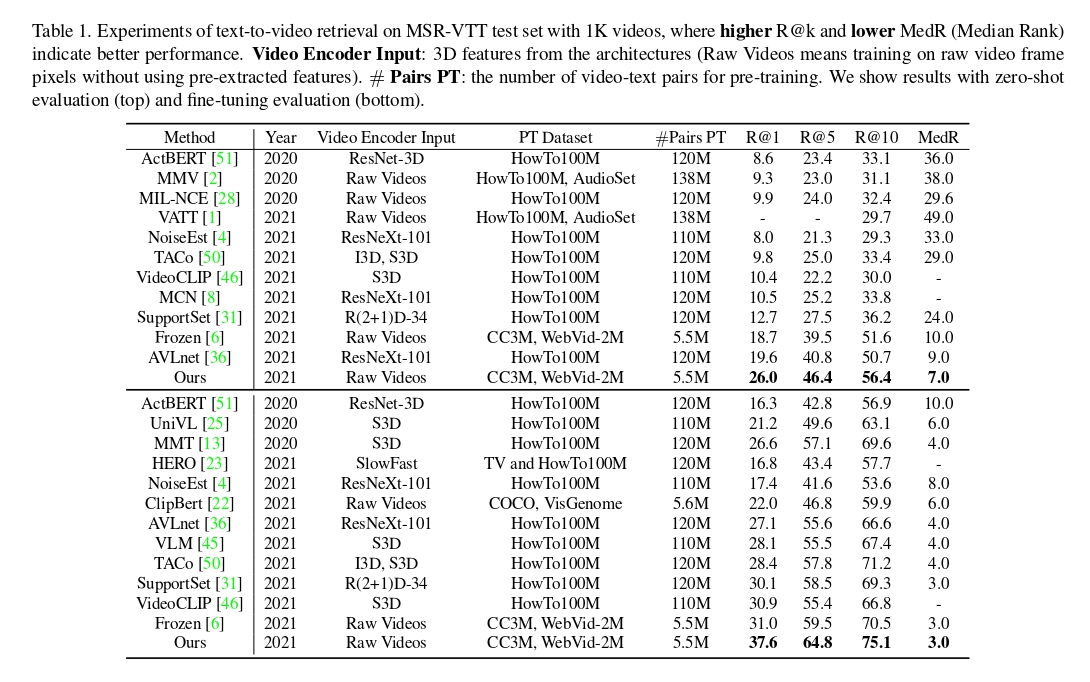 Table 1. Experiments of text-to-video retrieval on MSR-VTT test set with 1K videos, where higher R@k and lower MedR (Median Rank)
indicate better performance. Video Encoder Input: 3D features from the architectures (Raw Videos means training on raw video frame
pixels without using pre-extracted features). # Pairs PT: the number of video-text pairs for pre-training. We show results with zero-shot
evaluation (top) and fine-tuning evaluation (bottom).
Method Year Video Encoder Input PT Dataset #Pairs PT R@1 R@5 R@10 MedR
ActBERT [51] 2020 ResNet-3D HowTo100M 120M 8.6 23.4 33.1 36.0
MMV [2] 2020 Raw Videos HowTo100M, AudioSet 138M 9.3 23.0 31.1 38.0
MIL-NCE [28] 2020 Raw Videos HowTo100M 120M 9.9 24.0 32.4 29.6
VATT [1] 2021 Raw Videos HowTo100M, AudioSet 138M - - 29.7 49.0
NoiseEst [4] 2021 ResNeXt-101 HowTo100M 110M 8.0 21.3 29.3 33.0
TACo [50] 2021 I3D, S3D HowTo100M 120M 9.8 25.0 33.4 29.0
VideoCLIP [46] 2021 S3D HowTo100M 110M 10.4 22.2 30.0 -
MCN [8] 2021 ResNeXt-101 HowTo100M 120M 10.5 25.2 33.8 -
SupportSet [31] 2021 R(2+1)D-34 HowTo100M 120M 12.7 27.5 36.2 24.0
Frozen [6] 2021 Raw Videos CC3M, WebVid-2M 5.5M 18.7 39.5 51.6 10.0
AVLnet [36] 2021 ResNeXt-101 HowTo100M 120M 19.6 40.8 50.7 9.0
Ours 2021 Raw Videos CC3M, WebVid-2M 5.5M 26.0 46.4 56.4 7.0
ActBERT [51] 2020 ResNet-3D HowTo100M 120M 16.3 42.8 56.9 10.0
UniVL [25] 2020 S3D HowTo100M 110M 21.2 49.6 63.1 6.0
MMT [13] 2020 S3D HowTo100M 120M 26.6 57.1 69.6 4.0
HERO [23] 2021 SlowFast TV and HowTo100M 120M 16.8 43.4 57.7 -
NoiseEst [4] 2021 ResNeXt-101 HowTo100M 110M 17.4 41.6 53.6 8.0
ClipBert [22] 2021 Raw Videos COCO, VisGenome 5.6M 22.0 46.8 59.9 6.0
AVLnet [36] 2021 ResNeXt-101 HowTo100M 120M 27.1 55.6 66.6 4.0
VLM [45] 2021 S3D HowTo100M 110M 28.1 55.5 67.4 4.0
TACo [50] 2021 I3D, S3D HowTo100M 120M 28.4 57.8 71.2 4.0
SupportSet [31] 2021 R(2+1)D-34 HowTo100M 120M 30.1 58.5 69.3 3.0
VideoCLIP [46] 2021 S3D HowTo100M 110M 30.9 55.4 66.8 -
Frozen [6] 2021 Raw Videos CC3M, WebVid-2M 5.5M 31.0 59.5 70.5 3.0
Ours 2021 Raw Videos CC3M, WebVid-2M 5.5M 37.6 64.8 75.1 3.0